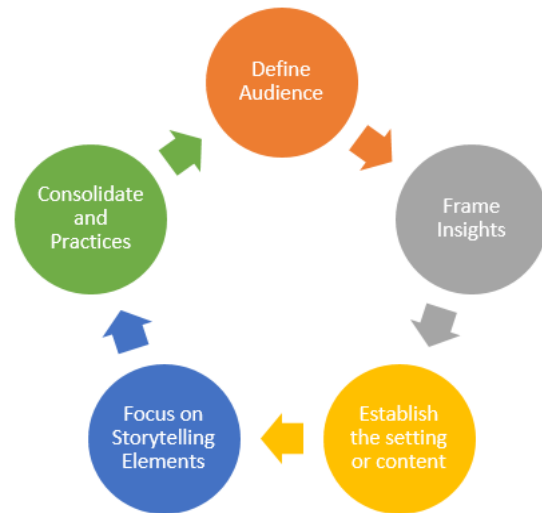 Define
Audience
Frame
Insights
Establish
the setting
or content
Focus on
Storytelling
Elements
Consolidate
and
Practices